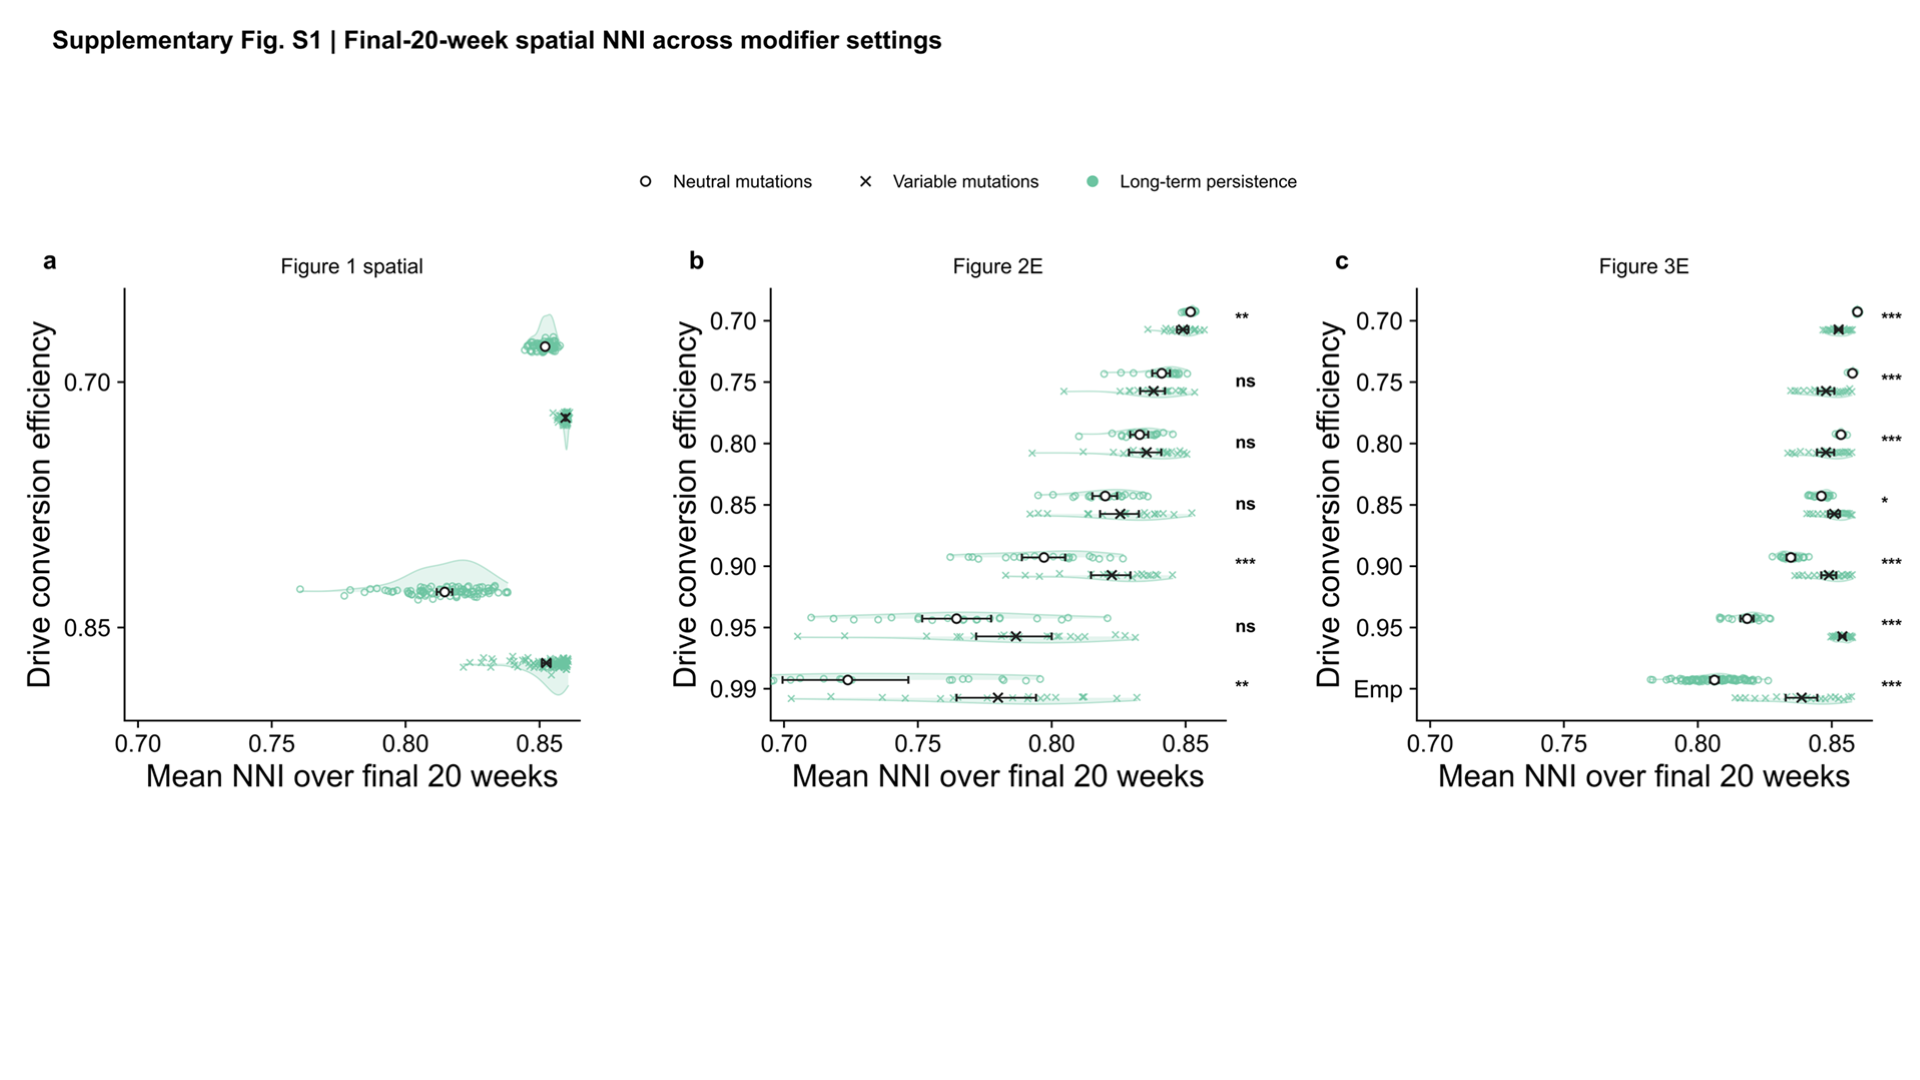 Supplementary Fig. S1 | Final-20-week spatial NNI across modifier settings
Neutral mutations
Variable mutations
Long-term persistence
a
Figure 1 spatial
Drive conversion efficiency
0.70
0.85
0.70
0.75
0.80
0.85
Mean NNI over final 20 weeks
b
Figure 2E
Drive conversion efficiency
0.70
**
0.75
ns
0.80
ns
0.85
ns
0.90
***
0.95
ns
0.99
**
0.70
0.75
0.80
0.85
Mean NNI over final 20 weeks
c
Figure 3E
Drive conversion efficiency
0.70
***
0.75
***
0.80
***
0.85
*
0.90
***
0.95
***
Emp
***
0.70
0.75
0.80
0.85
Mean NNI over final 20 weeks